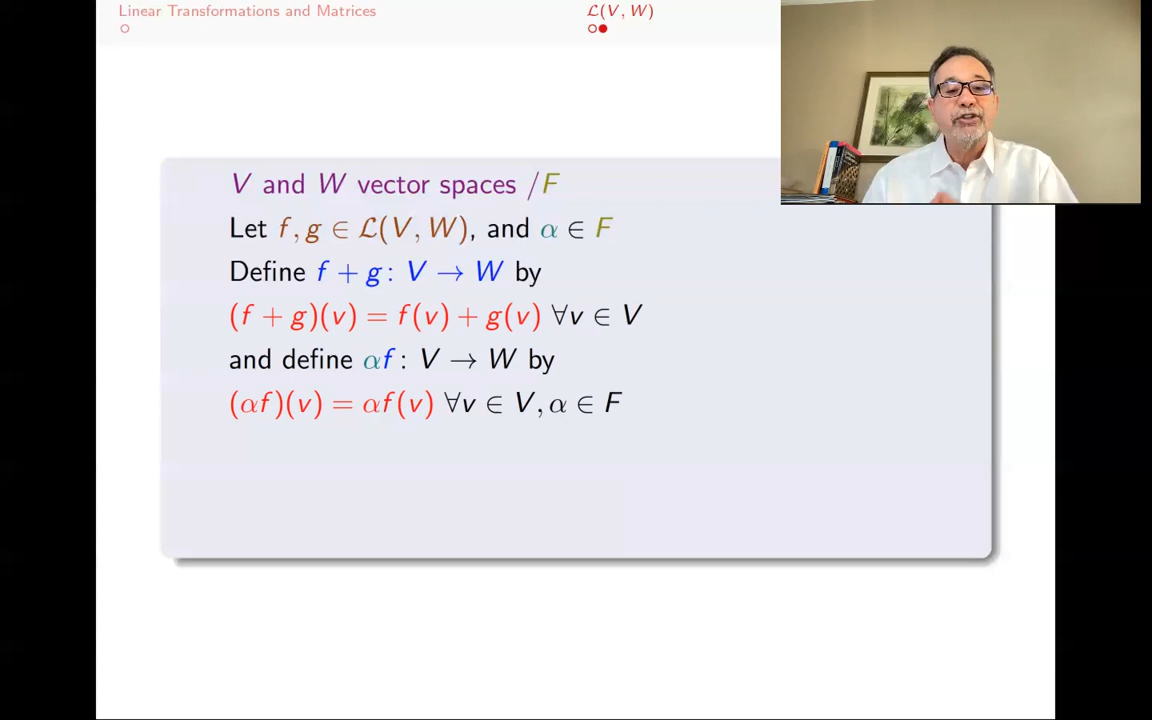 Linear Transformations and Matrices
ℒ(V, W)
V and W vector spaces /F
Let f, g ∈ ℒ(V, W), and α ∈ F
Define f + g : V → W by
(f + g)(v) = f(v) + g(v) ∀v ∈ V
and define αf : V → W by
(αf)(v) = αf(v) ∀v ∈ V, α ∈ F